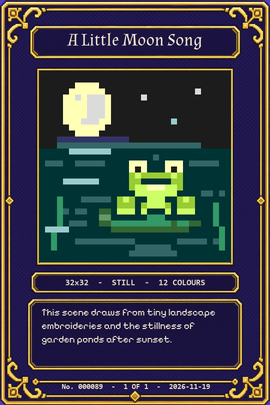 A Little Moon Song
32x32 - STILL - 12 COLOURS
This scene draws from tiny landscape
embroideries and the stillness of
garden ponds after sunset.
No. 000089 - 1 OF 1 - 2026-11-19